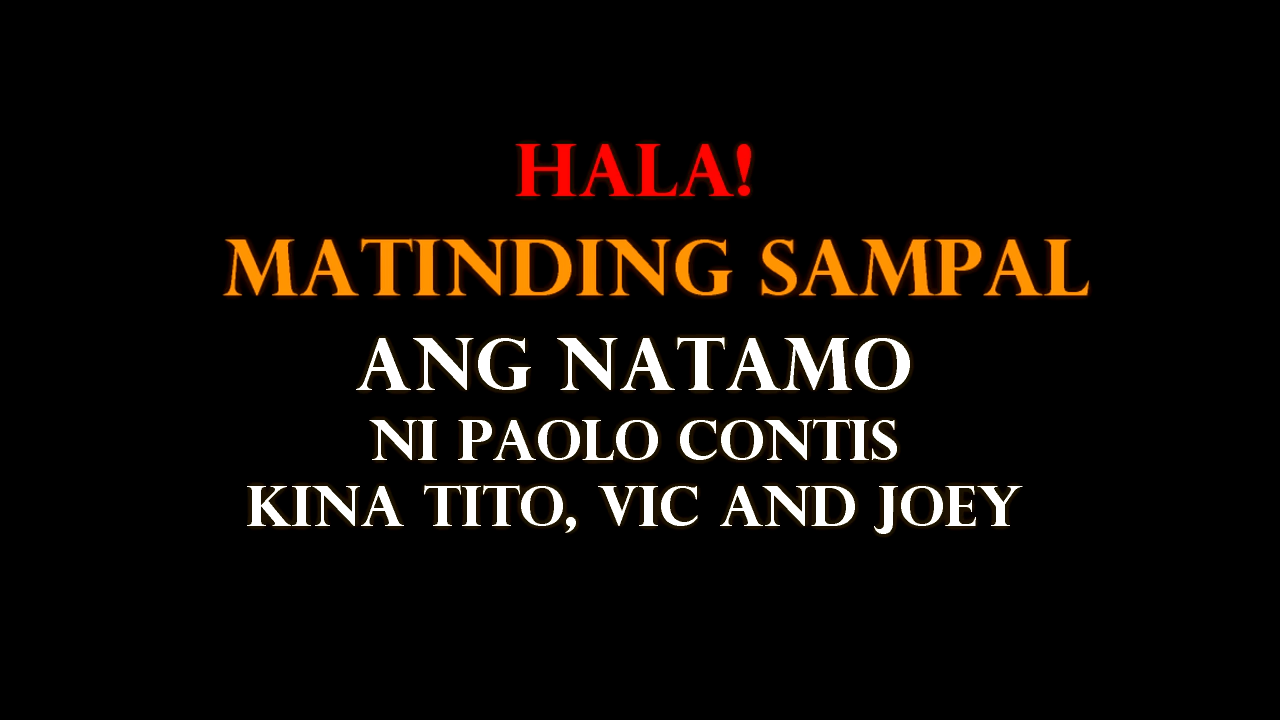 HALA!
MATINDING SAMPAL
ANG NATAMO
NI PAOLO CONTIS
KINA TITO, VIC AND JOEY